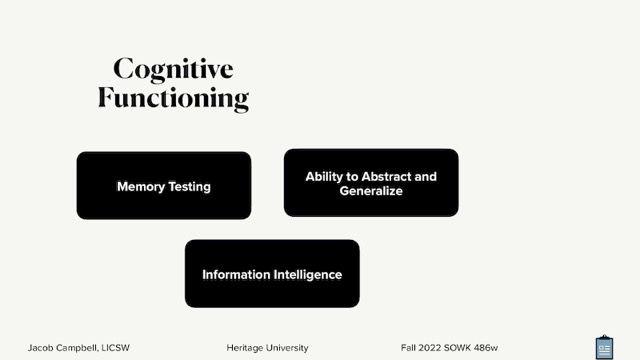 Cognitive
Functioning
Memory Testing
Ability to Abstract and
Generalize
Information Intelligence
Jacob Campbell, LICSW
Heritage University
Fall 2022 SOWK 486w